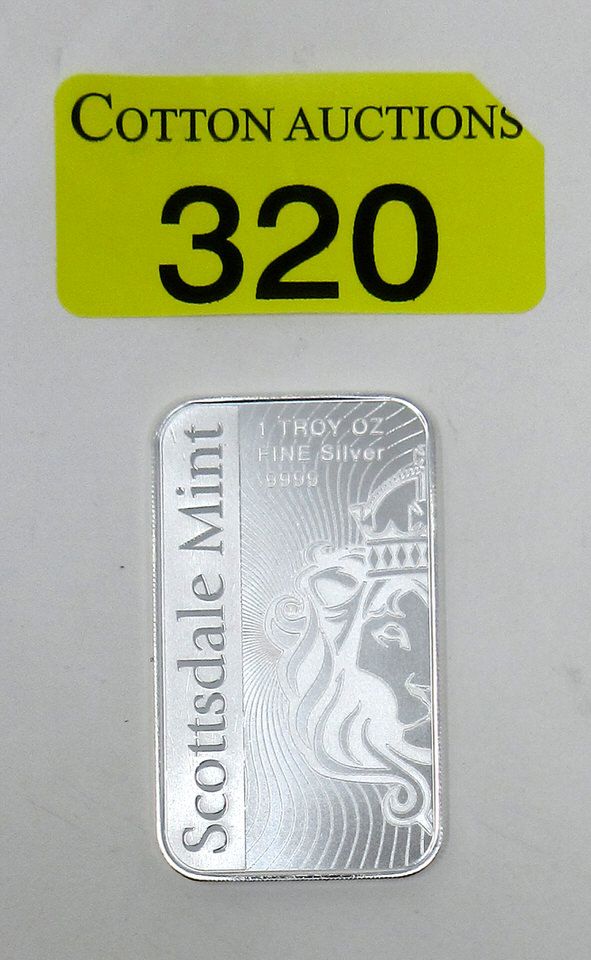 COTTON AUCTIONS
320
1 TROY OZ
FINE Silver
.9999
Scottsdale Mint